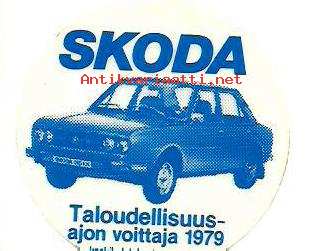 SKODA
Antikvariaatti.net
Taloudellisuus-
ajon voittaja 1979